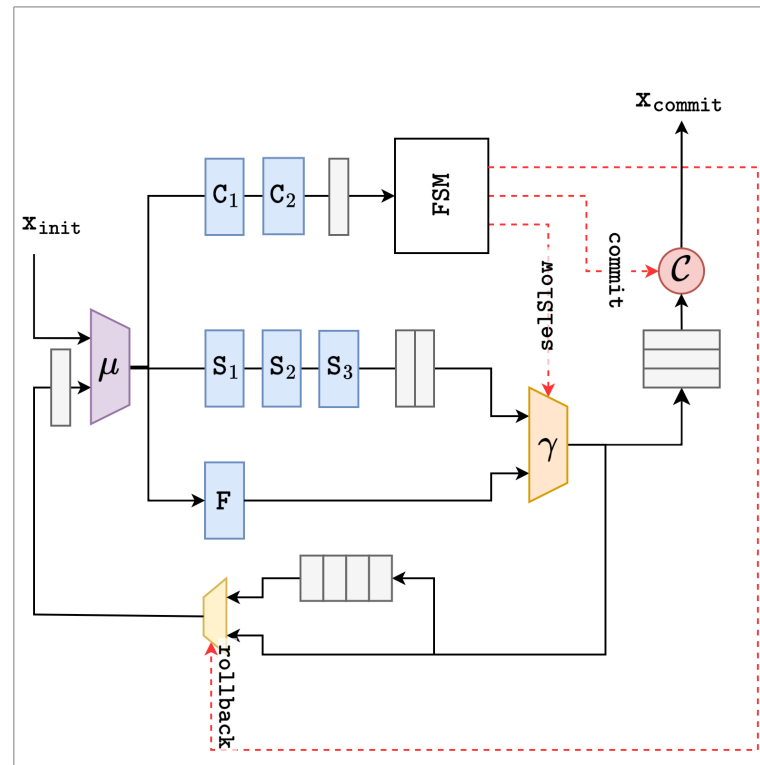 x_commit
C₁
C₂
FSM
x_init
commit
𝒞
selSlow
μ
S₁
S₂
S₃
γ
F
rollback